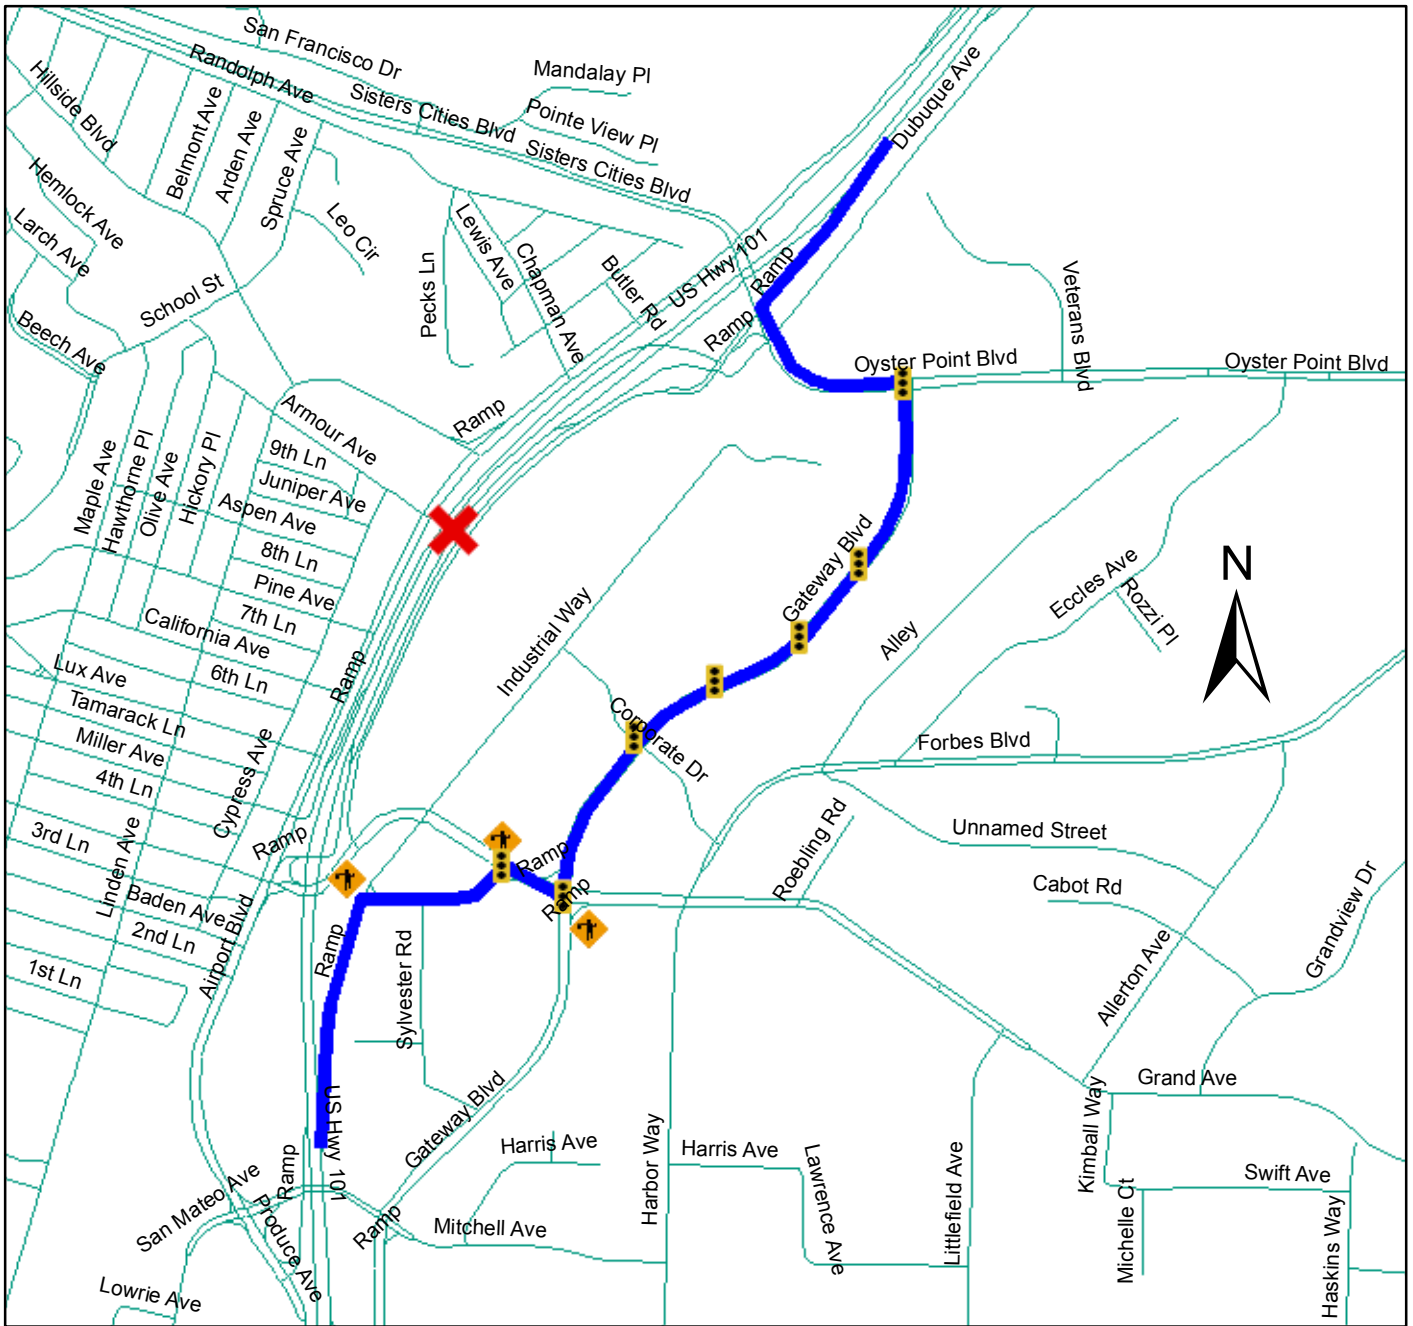 San Francisco Dr
Randolph Ave
Mandalay Pl
Hillside Blvd
Belmont Ave
Arden Ave
Spruce Ave
Sisters Cities Blvd
Pointe View Pl
Sisters Cities Blvd
Dubuque Ave
Hemlock Ave
Larch Ave
Leo Cir
Lewis Ave
Pecks Ln
Chapman Ave
Butler Rd
US Hwy 101
Ramp
Ramp
Veterans Blvd
School St
Beech Ave
Oyster Point Blvd
Oyster Point Blvd
Armour Ave
Ramp
Maple Ave
Hawthorne Pl
Olive Ave
Hickory Pl
9th Ln
Juniper Ave
Aspen Ave
8th Ln
Pine Ave
7th Ln
California Ave
6th Ln
Lux Ave
Tamarack Ln
Miller Ave
4th Ln
3rd Ln
Linden Ave
Cypress Ave
Ramp
Ramp
Industrial Way
Gateway Blvd
Corporate Dr
Alley
Eccles Ave
Rozzi Pl
N
Forbes Blvd
Unnamed Street
Roebling Rd
Cabot Rd
Grandview Dr
Allerton Ave
Ramp
Ramp
Baden Ave
2nd Ln
1st Ln
Airport Blvd
Ramp
Sylvester Rd
US Hwy 101
Gateway Blvd
Harris Ave
Harris Ave
Harbor Way
Lawrence Ave
Littlefield Ave
Kimball Way
Grand Ave
Swift Ave
Michelle Ct
Haskins Way
San Mateo Ave
Produce Ave
Ramp
Ramp
Mitchell Ave
Lowrie Ave